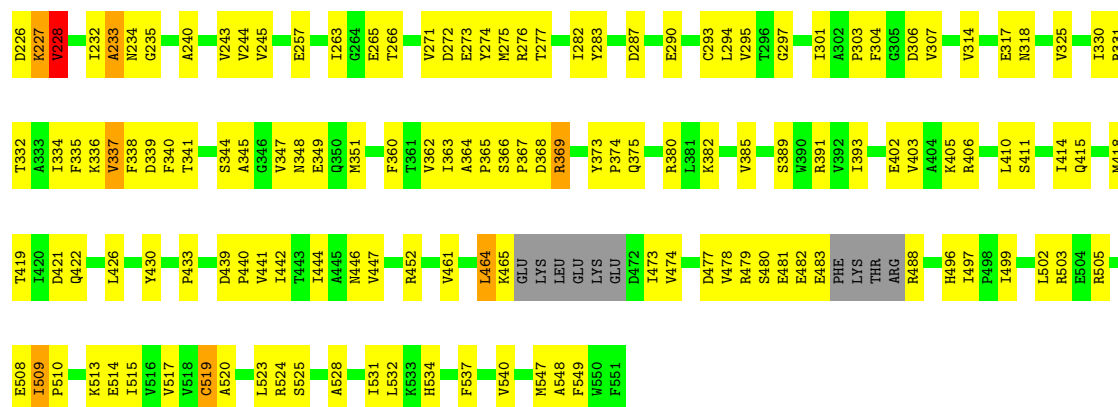 D226 K227 V228 I232 A233 N234 G235 A240 V243 V244 V245 E257 I263 G264 E265 T266 V271 D272 E273 Y274 M275 R276 T277 I282 Y283 D287 E290 C293 L294 V295 T296 G297 I301 A302 P303 F304 G305 D306 V307 V314 E317 N318 V325 I330 R331
T332 A333 I334 F335 K336 V337 F338 D339 F340 T341 S344 A345 G346 V347 N348 E349 Q350 M351 F360 T361 V362 I363 A364 P365 S366 P367 D368 R369 Y373 P374 Q375 R380 L381 K382 V385 S389 W390 R391 V392 I393 E402 V403 A404 K405 R406 L410 S411 I414 Q415 M418
T419 I420 D421 Q422 L426 Y430 P433 D439 P440 V441 I442 T443 I444 A445 N446 V447 R452 V461 L464 K465 GLU LYS LEU GLU LYS GLU D472 I473 V474 D477 V478 R479 S480 E481 E482 E483 PHE LYS THR ARG R488 H496 I497 P498 I499 L502 R503 E504 R505
E508 I509 P510 K513 E514 I515 V516 V517 V518 C519 A520 L523 R524 S525 A528 I531 L532 K533 H534 F537 V540 M547 A548 F549 W550 F551